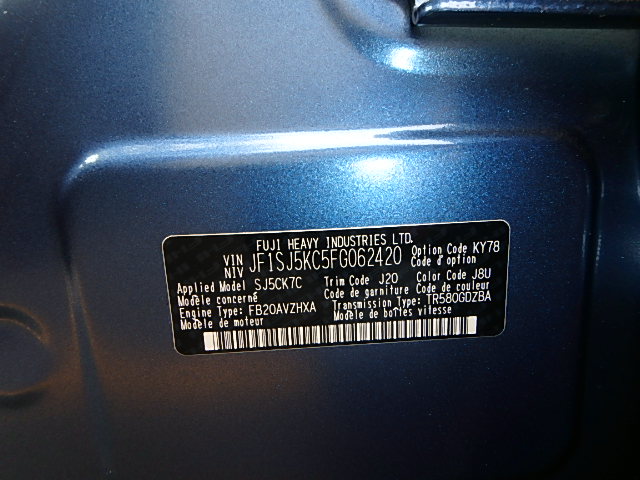 FUJI HEAVY INDUSTRIES LTD.
VIN NIV JF1SJ5KC5FG062420 Option Code KY78
Code d'option
Applied Model SJ5CK7C Trim Code J20 Color Code J8U
Modèle concerné Code de garniture Code de couleur
Engine Type: FB20AVZHXA Transmission Type: TR580GDZBA
Modèle de moteur Modèle de boîtes vitesse